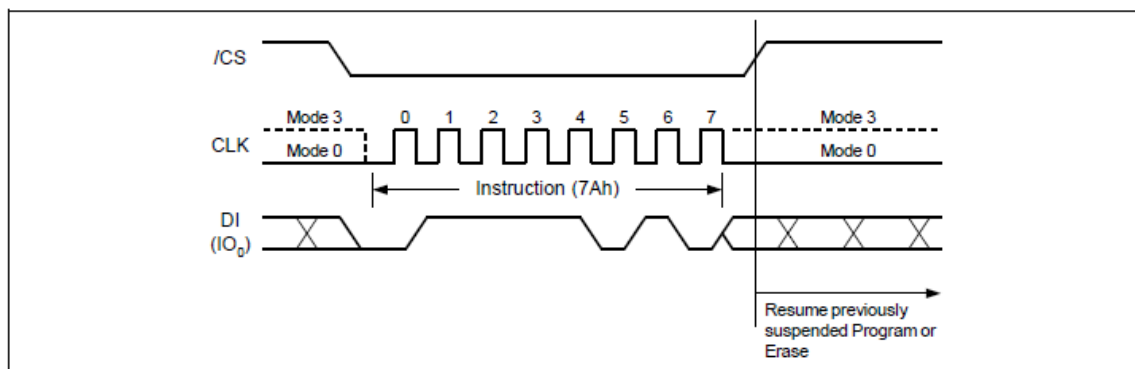 /CS
Mode 3
0 1 2 3 4 5 6 7
Mode 3
CLK
Mode 0
Mode 0
Instruction (7Ah)
DI
(IO0)
Resume previously
suspended Program or
Erase